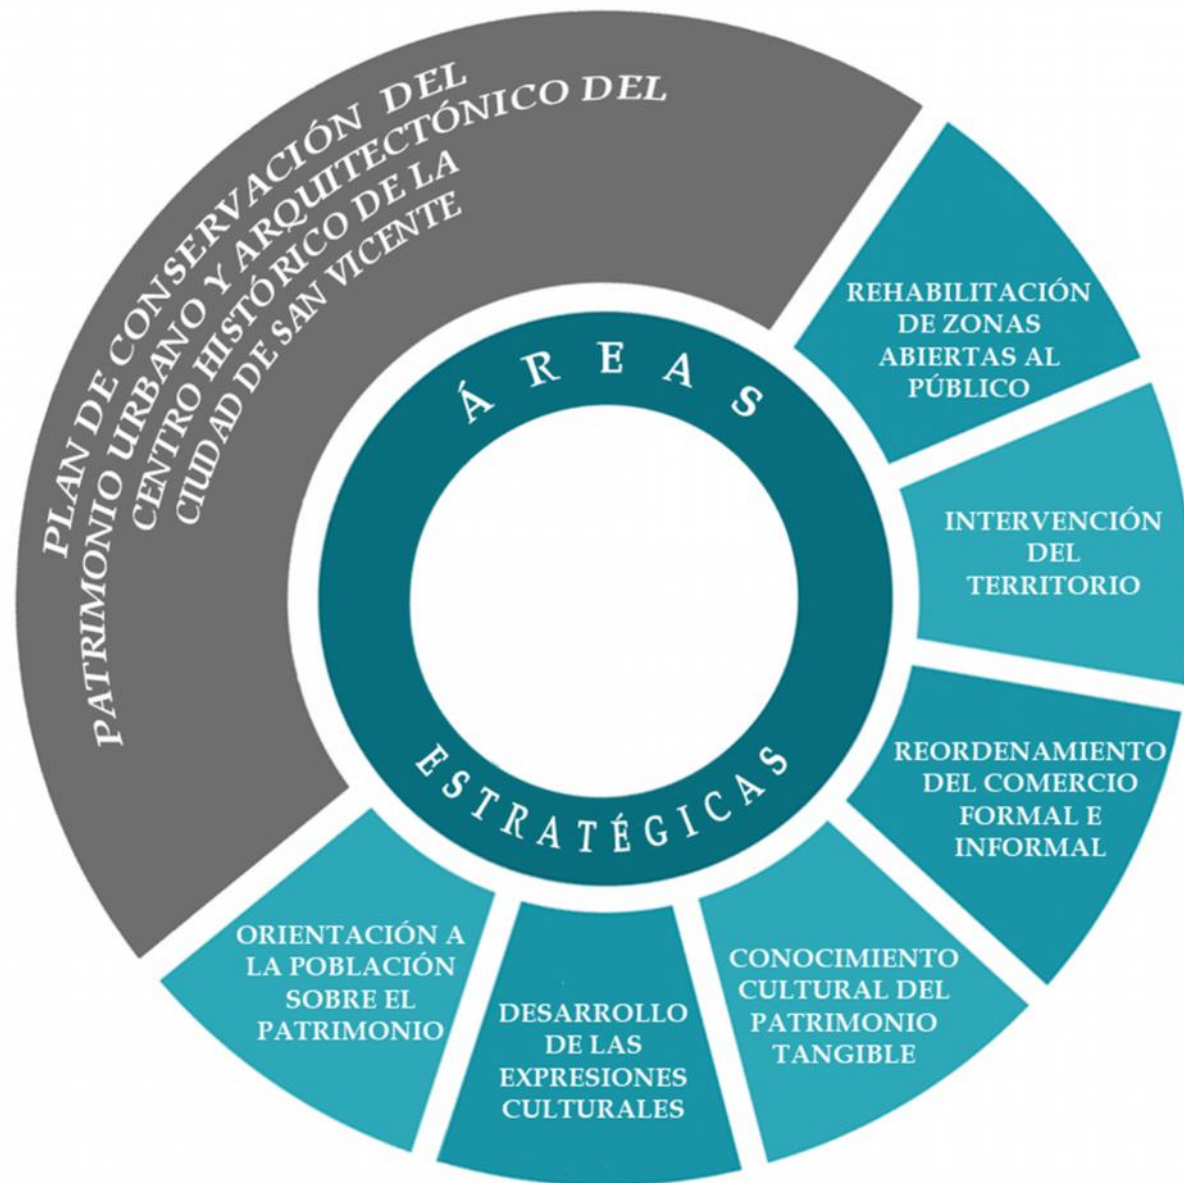 PLAN DE CONSERVACIÓN DEL
PATRIMONIO URBANO Y ARQUITECTÓNICO DEL
CENTRO HISTÓRICO DE LA
CIUDAD DE SAN VICENTE
ÁREAS
ESTRATÉGICAS
REHABILITACIÓN
DE ZONAS
ABIERTAS AL
PÚBLICO
INTERVENCIÓN
DEL
TERRITORIO
REORDENAMIENTO
DEL COMERCIO
FORMAL E
INFORMAL
CONOCIMIENTO
CULTURAL DEL
PATRIMONIO
TANGIBLE
DESARROLLO
DE LAS
EXPRESIONES
CULTURALES
ORIENTACIÓN A
LA POBLACIÓN
SOBRE EL
PATRIMONIO